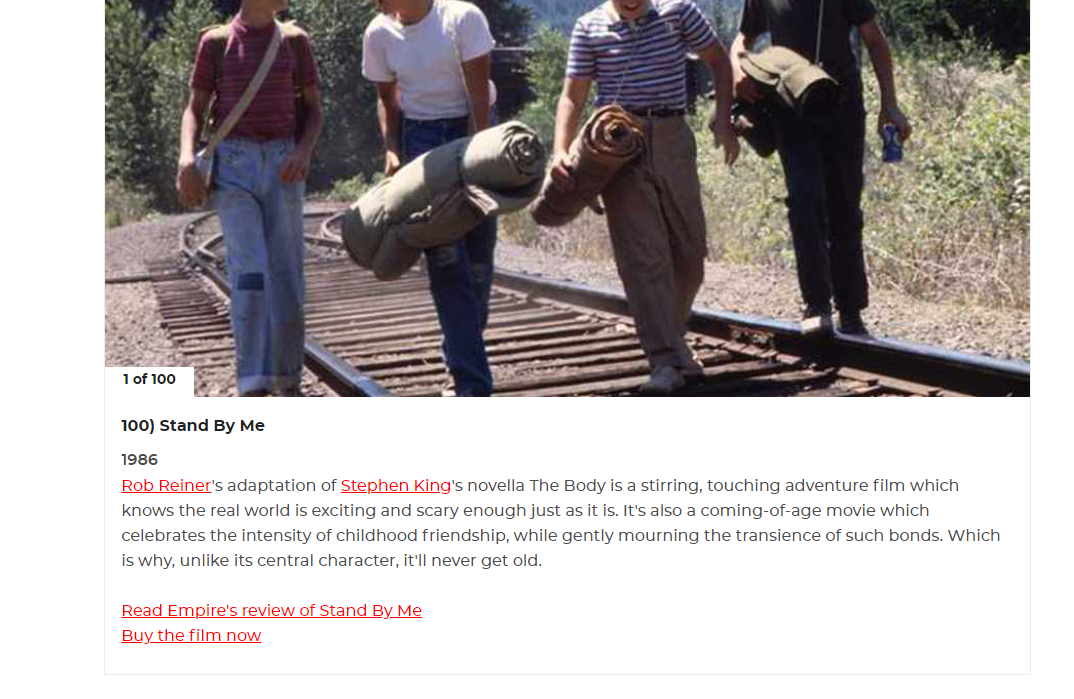 1 of 100
100) Stand By Me
1986
Rob Reiner's adaptation of Stephen King's novella The Body is a stirring, touching adventure film which
knows the real world is exciting and scary enough just as it is. It's also a coming-of-age movie which
celebrates the intensity of childhood friendship, while gently mourning the transience of such bonds. Which
is why, unlike its central character, it'll never get old.
Read Empire's review of Stand By Me
Buy the film now